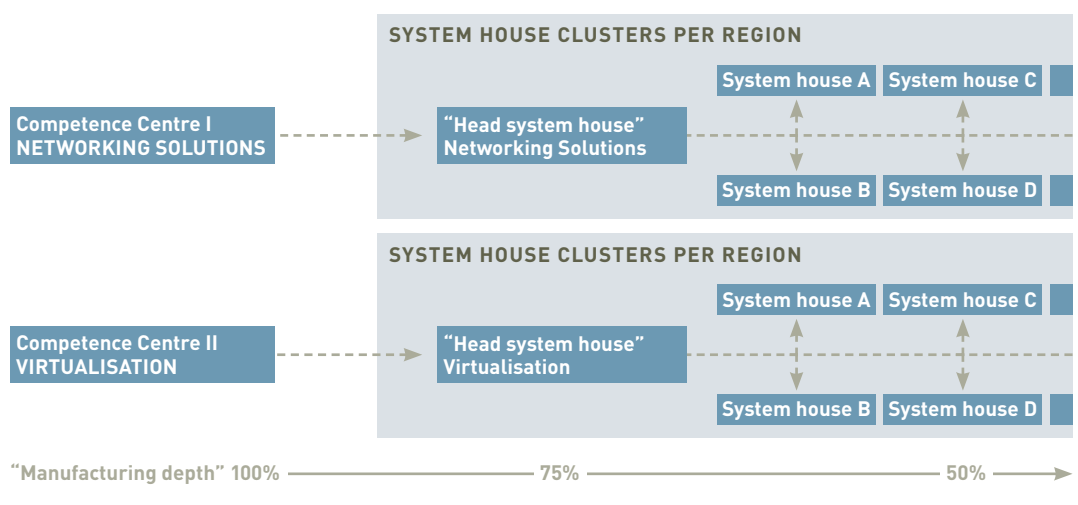 SYSTEM HOUSE CLUSTERS PER REGION
System house A
System house C
Competence Centre I
NETWORKING SOLUTIONS
“Head system house”
Networking Solutions
System house B
System house D
SYSTEM HOUSE CLUSTERS PER REGION
System house A
System house C
Competence Centre II
VIRTUALISATION
“Head system house”
Virtualisation
System house B
System house D
“Manufacturing depth” 100% 75% 50%